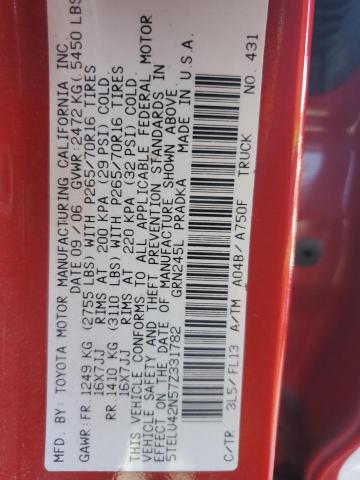 MFD. BY: TOYOTA MOTOR MANUFACTURING CALIFORNIA INC.
DATE 09/06 GVWR:2472 KG( 5450 LBS
GAWR:FR 1249 KG (2755 LBS) WITH P265/70R16 TIRES
16X7JJ RIMS AT 200 KPA (29 PSI) COLD.
RR 1410 KG (3110 LBS) WITH P265/70R16 TIRES
16X7JJ RIMS AT 220 KPA (32 PSI) COLD.
THIS VEHICLE CONFORMS TO ALL APPLICABLE FEDERAL MOTOR
VEHICLE SAFETY AND THEFT PREVENTION STANDARDS IN
EFFECT ON THE DATE OF MANUFACTURE SHOWN ABOVE.
5TELU42N57Z331782 GRN245L PRADKA MADE IN U.S.A.
C/TR 3L5/FL13 A/TM A04B/A750F TRUCK NO. 431